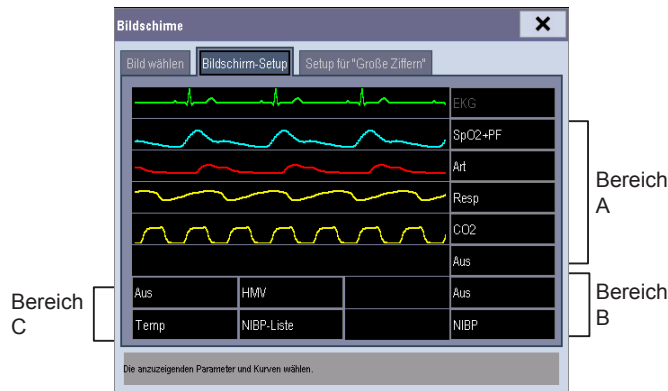 Bildschirme
Bild wählen Bildschirm-Setup Setup für "Große Ziffern"
EKG
SpO2+PF
Art
Resp
CO2
Aus
Aus HMV Aus
Temp NIBP-Liste NIBP
Die anzuzeigenden Parameter und Kurven wählen.
Bereich
A
Bereich
B
Bereich
C